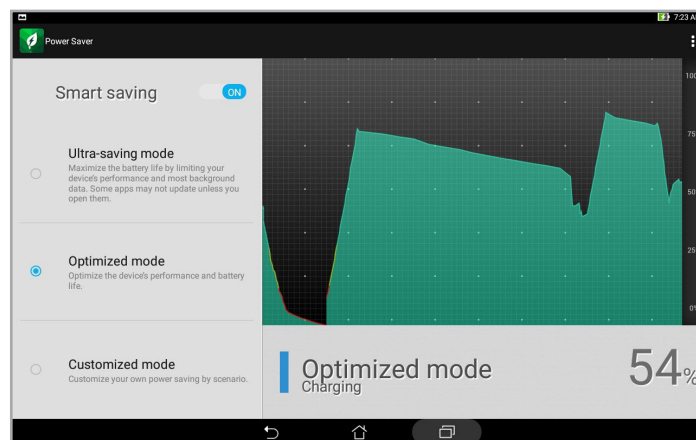 7:23 A
Power Saver
Smart saving
ON
Ultra-saving mode
Maximize the battery life by limiting your
device's performance and most background
data. Some apps may not update unless you
open them.
Optimized mode
Optimize the device's performance and battery
life.
Customized mode
Customize your own power saving by scenario.
100
75
50
25
0%
Optimized mode
Charging
54%